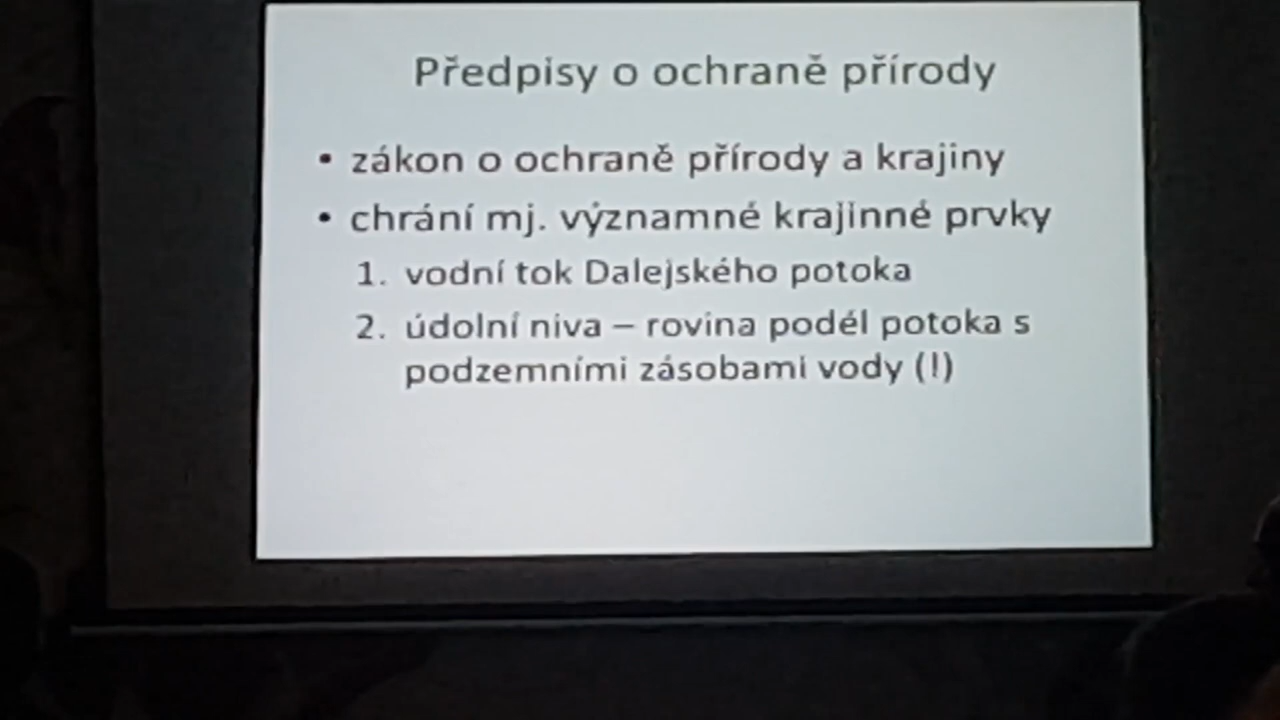 Předpisy o ochraně přírody
• zákon o ochraně přírody a krajiny
• chrání mj. významné krajinné prvky
1. vodní tok Dalejského potoka
2. údolní niva – rovina podél potoka s
podzemními zásobami vody (!)